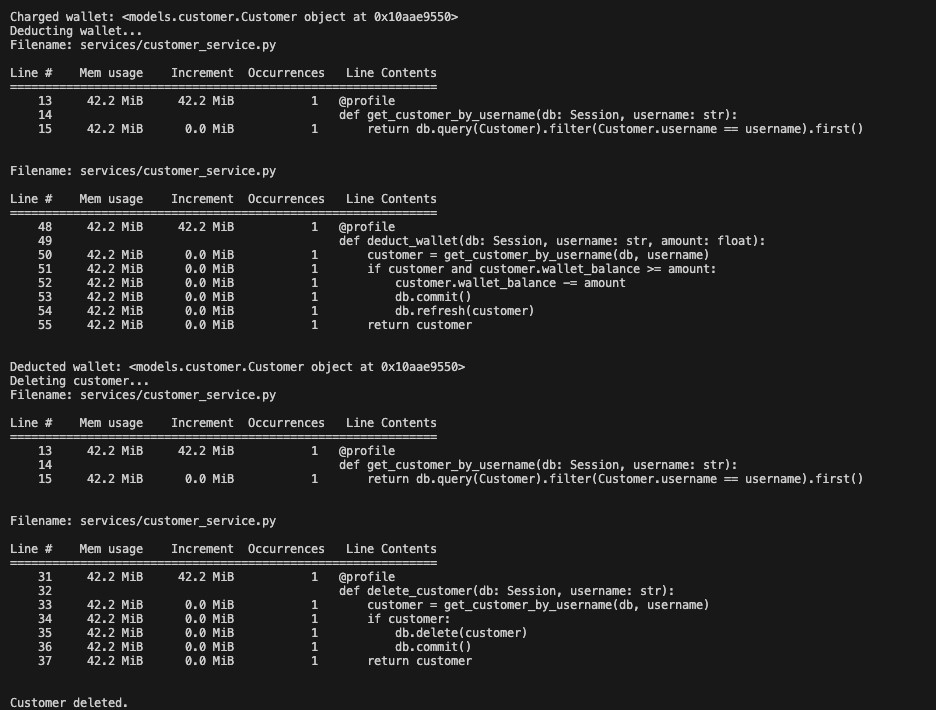 Charged wallet: <models.customer.Customer object at 0x10aae9550>
Deducting wallet...
Filename: services/customer_service.py

Line #    Mem usage    Increment  Occurrences   Line Contents
=============================================================
    13     42.2 MiB     42.2 MiB           1   @profile
    14                                         def get_customer_by_username(db: Session, username: str):
    15     42.2 MiB      0.0 MiB           1       return db.query(Customer).filter(Customer.username == username).first()


Filename: services/customer_service.py

Line #    Mem usage    Increment  Occurrences   Line Contents
=============================================================
    48     42.2 MiB     42.2 MiB           1   @profile
    49                                         def deduct_wallet(db: Session, username: str, amount: float):
    50     42.2 MiB      0.0 MiB           1       customer = get_customer_by_username(db, username)
    51     42.2 MiB      0.0 MiB           1       if customer and customer.wallet_balance >= amount:
    52     42.2 MiB      0.0 MiB           1           customer.wallet_balance -= amount
    53     42.2 MiB      0.0 MiB           1           db.commit()
    54     42.2 MiB      0.0 MiB           1           db.refresh(customer)
    55     42.2 MiB      0.0 MiB           1       return customer


Deducted wallet: <models.customer.Customer object at 0x10aae9550>
Deleting customer...
Filename: services/customer_service.py

Line #    Mem usage    Increment  Occurrences   Line Contents
=============================================================
    13     42.2 MiB     42.2 MiB           1   @profile
    14                                         def get_customer_by_username(db: Session, username: str):
    15     42.2 MiB      0.0 MiB           1       return db.query(Customer).filter(Customer.username == username).first()


Filename: services/customer_service.py

Line #    Mem usage    Increment  Occurrences   Line Contents
=============================================================
    31     42.2 MiB     42.2 MiB           1   @profile
    32                                         def delete_customer(db: Session, username: str):
    33     42.2 MiB      0.0 MiB           1       customer = get_customer_by_username(db, username)
    34     42.2 MiB      0.0 MiB           1       if customer:
    35     42.2 MiB      0.0 MiB           1           db.delete(customer)
    36     42.2 MiB      0.0 MiB           1           db.commit()
    37     42.2 MiB      0.0 MiB           1       return customer


Customer deleted.